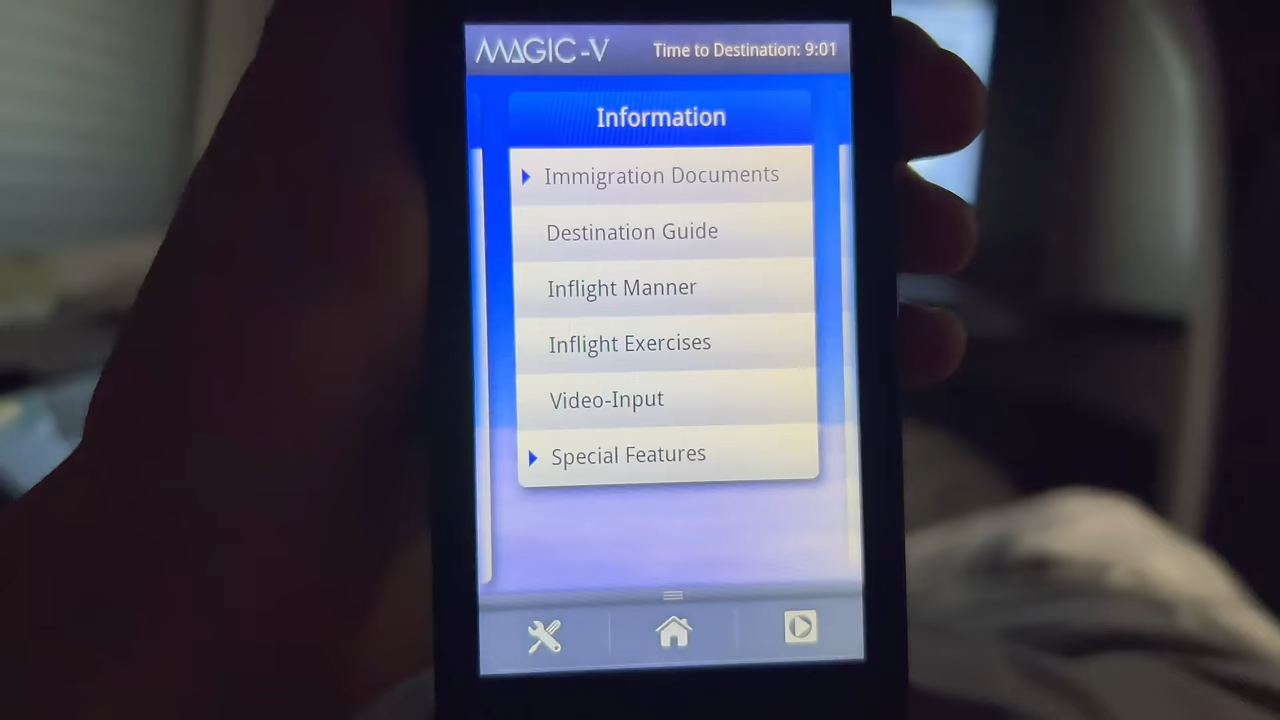 MAGIC-V
Time to Destination: 9:01
Information
Immigration Documents
Destination Guide
Inflight Manner
Inflight Exercises
Video-Input
Special Features